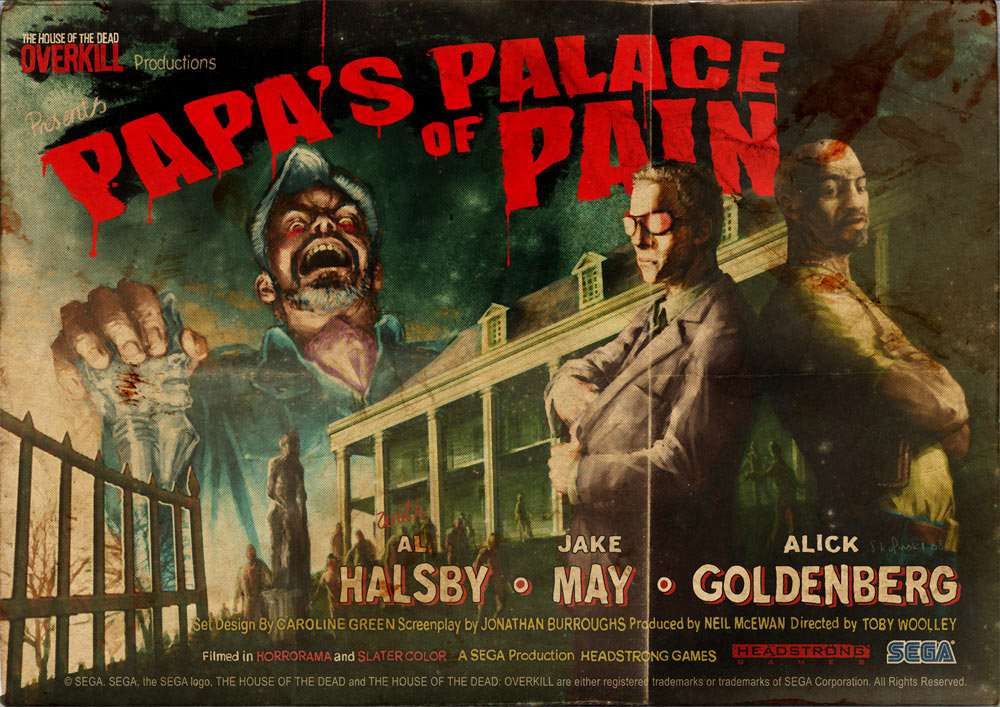 THE HOUSE OF THE DEAD
OVERKILL Productions
Presents
PAPA'S PALACE
OF PAIN
with
AL
HALSBY
JAKE
MAY
ALICK
GOLDENBERG
Set Design By CAROLINE GREEN Screenplay by JONATHAN BURROUGHS Produced by NEIL McEWAN Directed by TOBY WOOLLEY
Filmed in HORRORAMA and SLATER COLOR A SEGA Production HEADSTRONG GAMES
HEADSTRONG
GAMES
SEGA®
© SEGA. SEGA, the SEGA logo, THE HOUSE OF THE DEAD and THE HOUSE OF THE DEAD: OVERKILL are either registered trademarks or trademarks of SEGA Corporation. All Rights Reserved.